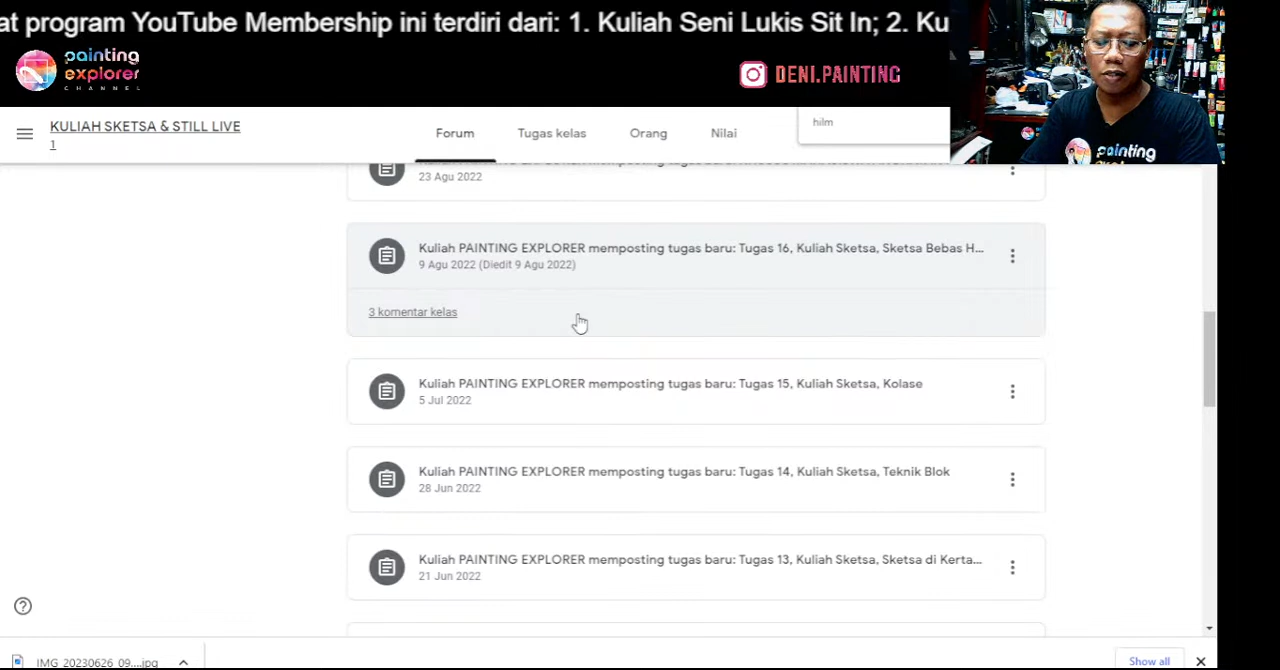 at program YouTube Membership ini terdiri dari: 1. Kuliah Seni Lukis Sit In; 2. Ku
painting
explorer
CHANNEL
DENI.PAINTING
painting
KULIAH SKETSA & STILL LIVE
1
Forum
Tugas kelas
Orang
Nilai
hilm
23 Agu 2022
Kuliah PAINTING EXPLORER memposting tugas baru: Tugas 16, Kuliah Sketsa, Sketsa Bebas H...
9 Agu 2022 (Diedit 9 Agu 2022)
3 komentar kelas
Kuliah PAINTING EXPLORER memposting tugas baru: Tugas 15, Kuliah Sketsa, Kolase
5 Jul 2022
Kuliah PAINTING EXPLORER memposting tugas baru: Tugas 14, Kuliah Sketsa, Teknik Blok
28 Jun 2022
Kuliah PAINTING EXPLORER memposting tugas baru: Tugas 13, Kuliah Sketsa, Sketsa di Kerta...
21 Jun 2022
IMG_20230626_09....jpg
Show all